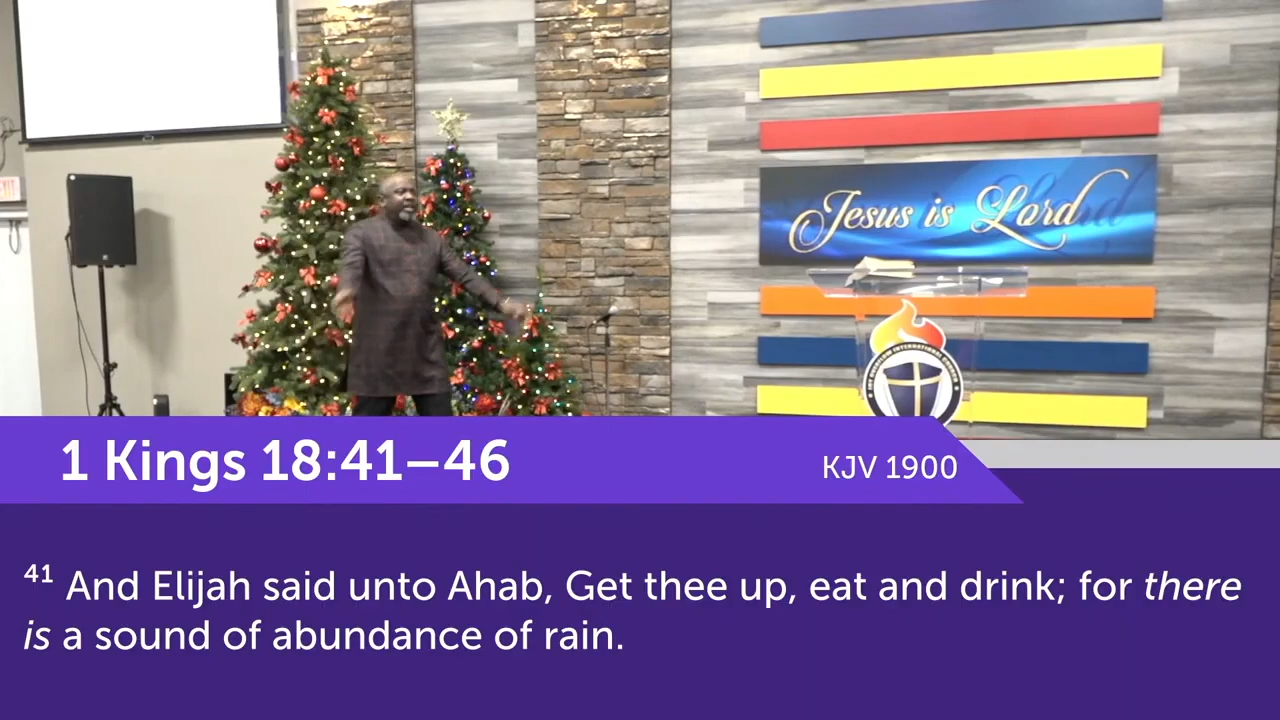 Jesus is Lord
1 Kings 18:41–46
KJV 1900
41 And Elijah said unto Ahab, Get thee up, eat and drink; for there
is a sound of abundance of rain.